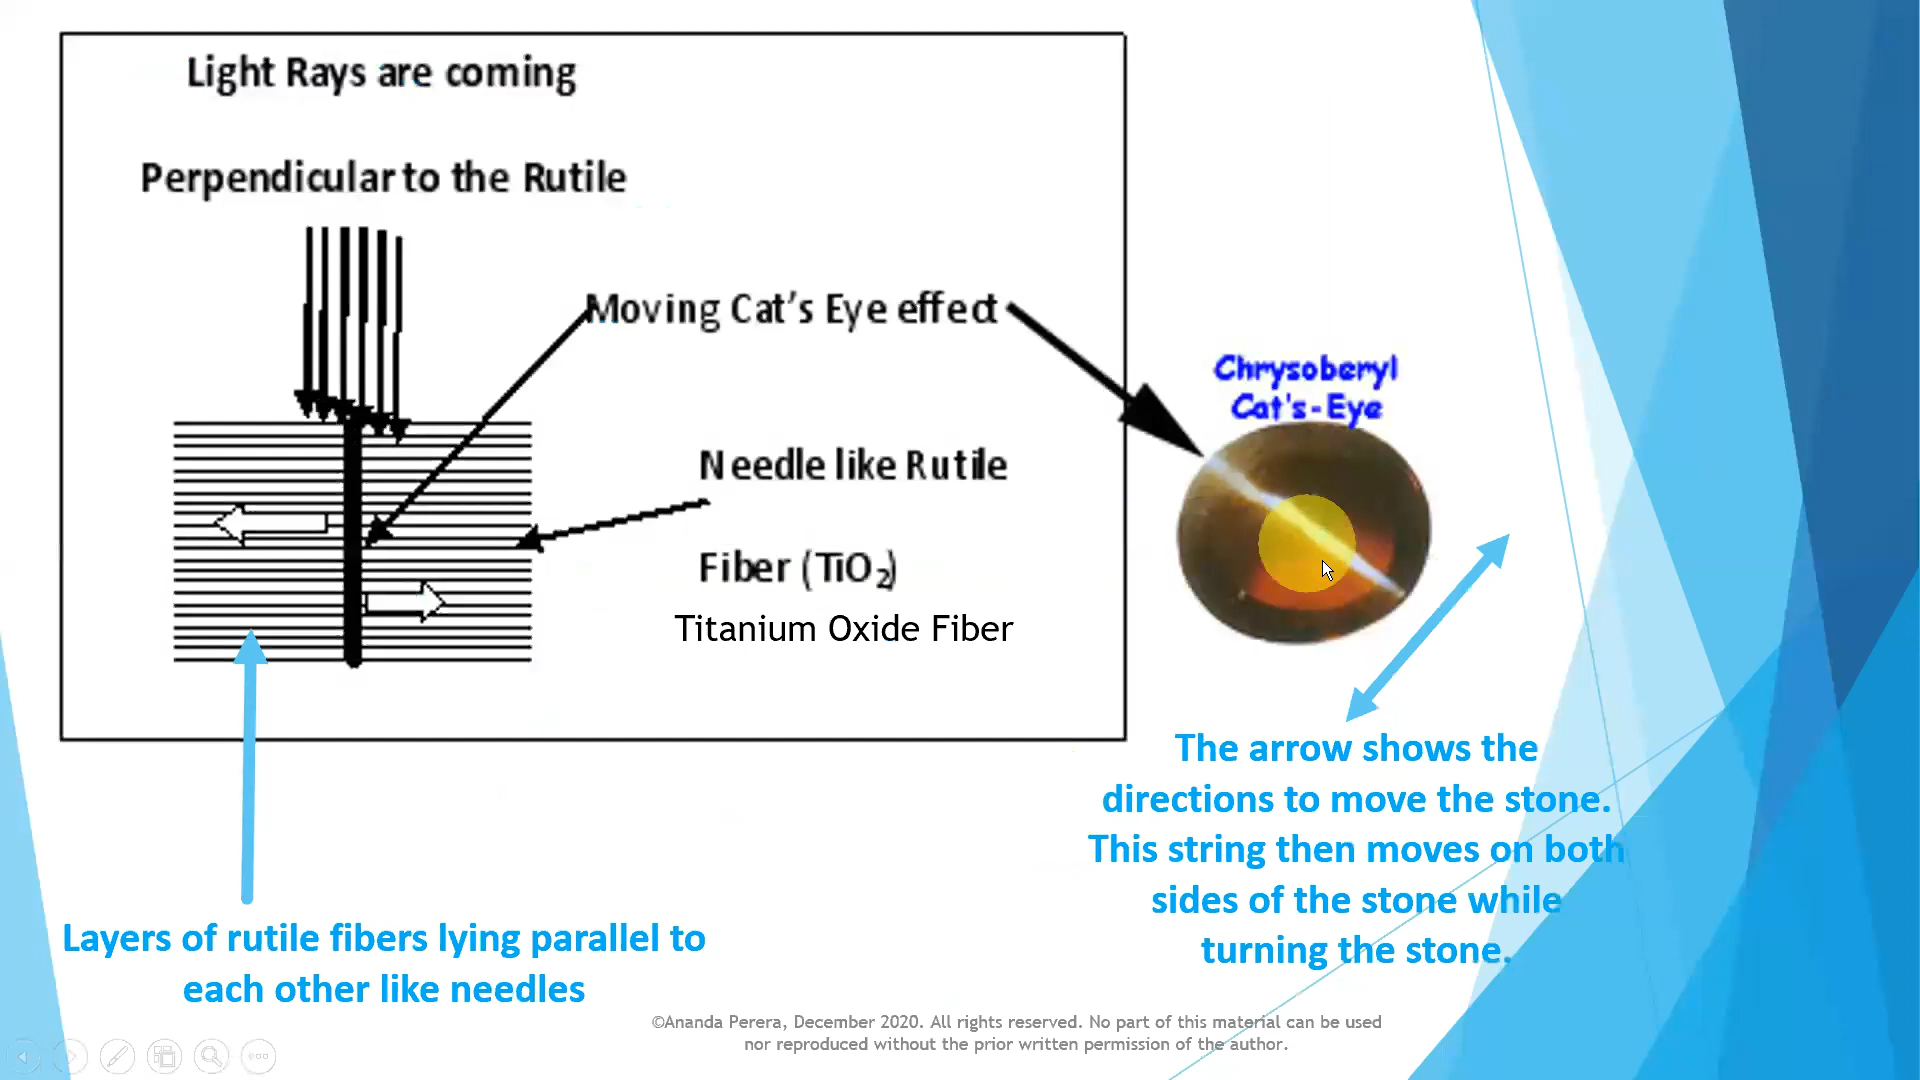 Light Rays are coming
Perpendicular to the Rutile
Moving Cat's Eye effect
Chrysoberyl
Cat's-Eye
Needle like Rutile
Fiber (TiO₂)
Titanium Oxide Fiber
The arrow shows the
directions to move the stone.
This string then moves on both
sides of the stone while
turning the stone.
Layers of rutile fibers lying parallel to
each other like needles
©Ananda Perera, December 2020. All rights reserved. No part of this material can be used
nor reproduced without the prior written permission of the author.